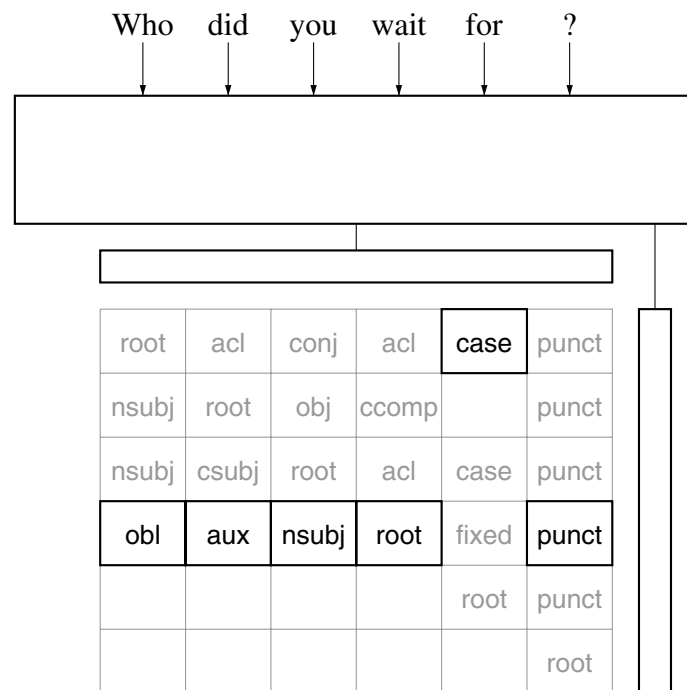 Who did you wait for ?
root acl conj acl case punct
nsubj root obj ccomp punct
nsubj csubj root acl case punct
obl aux nsubj root fixed punct
root punct
root